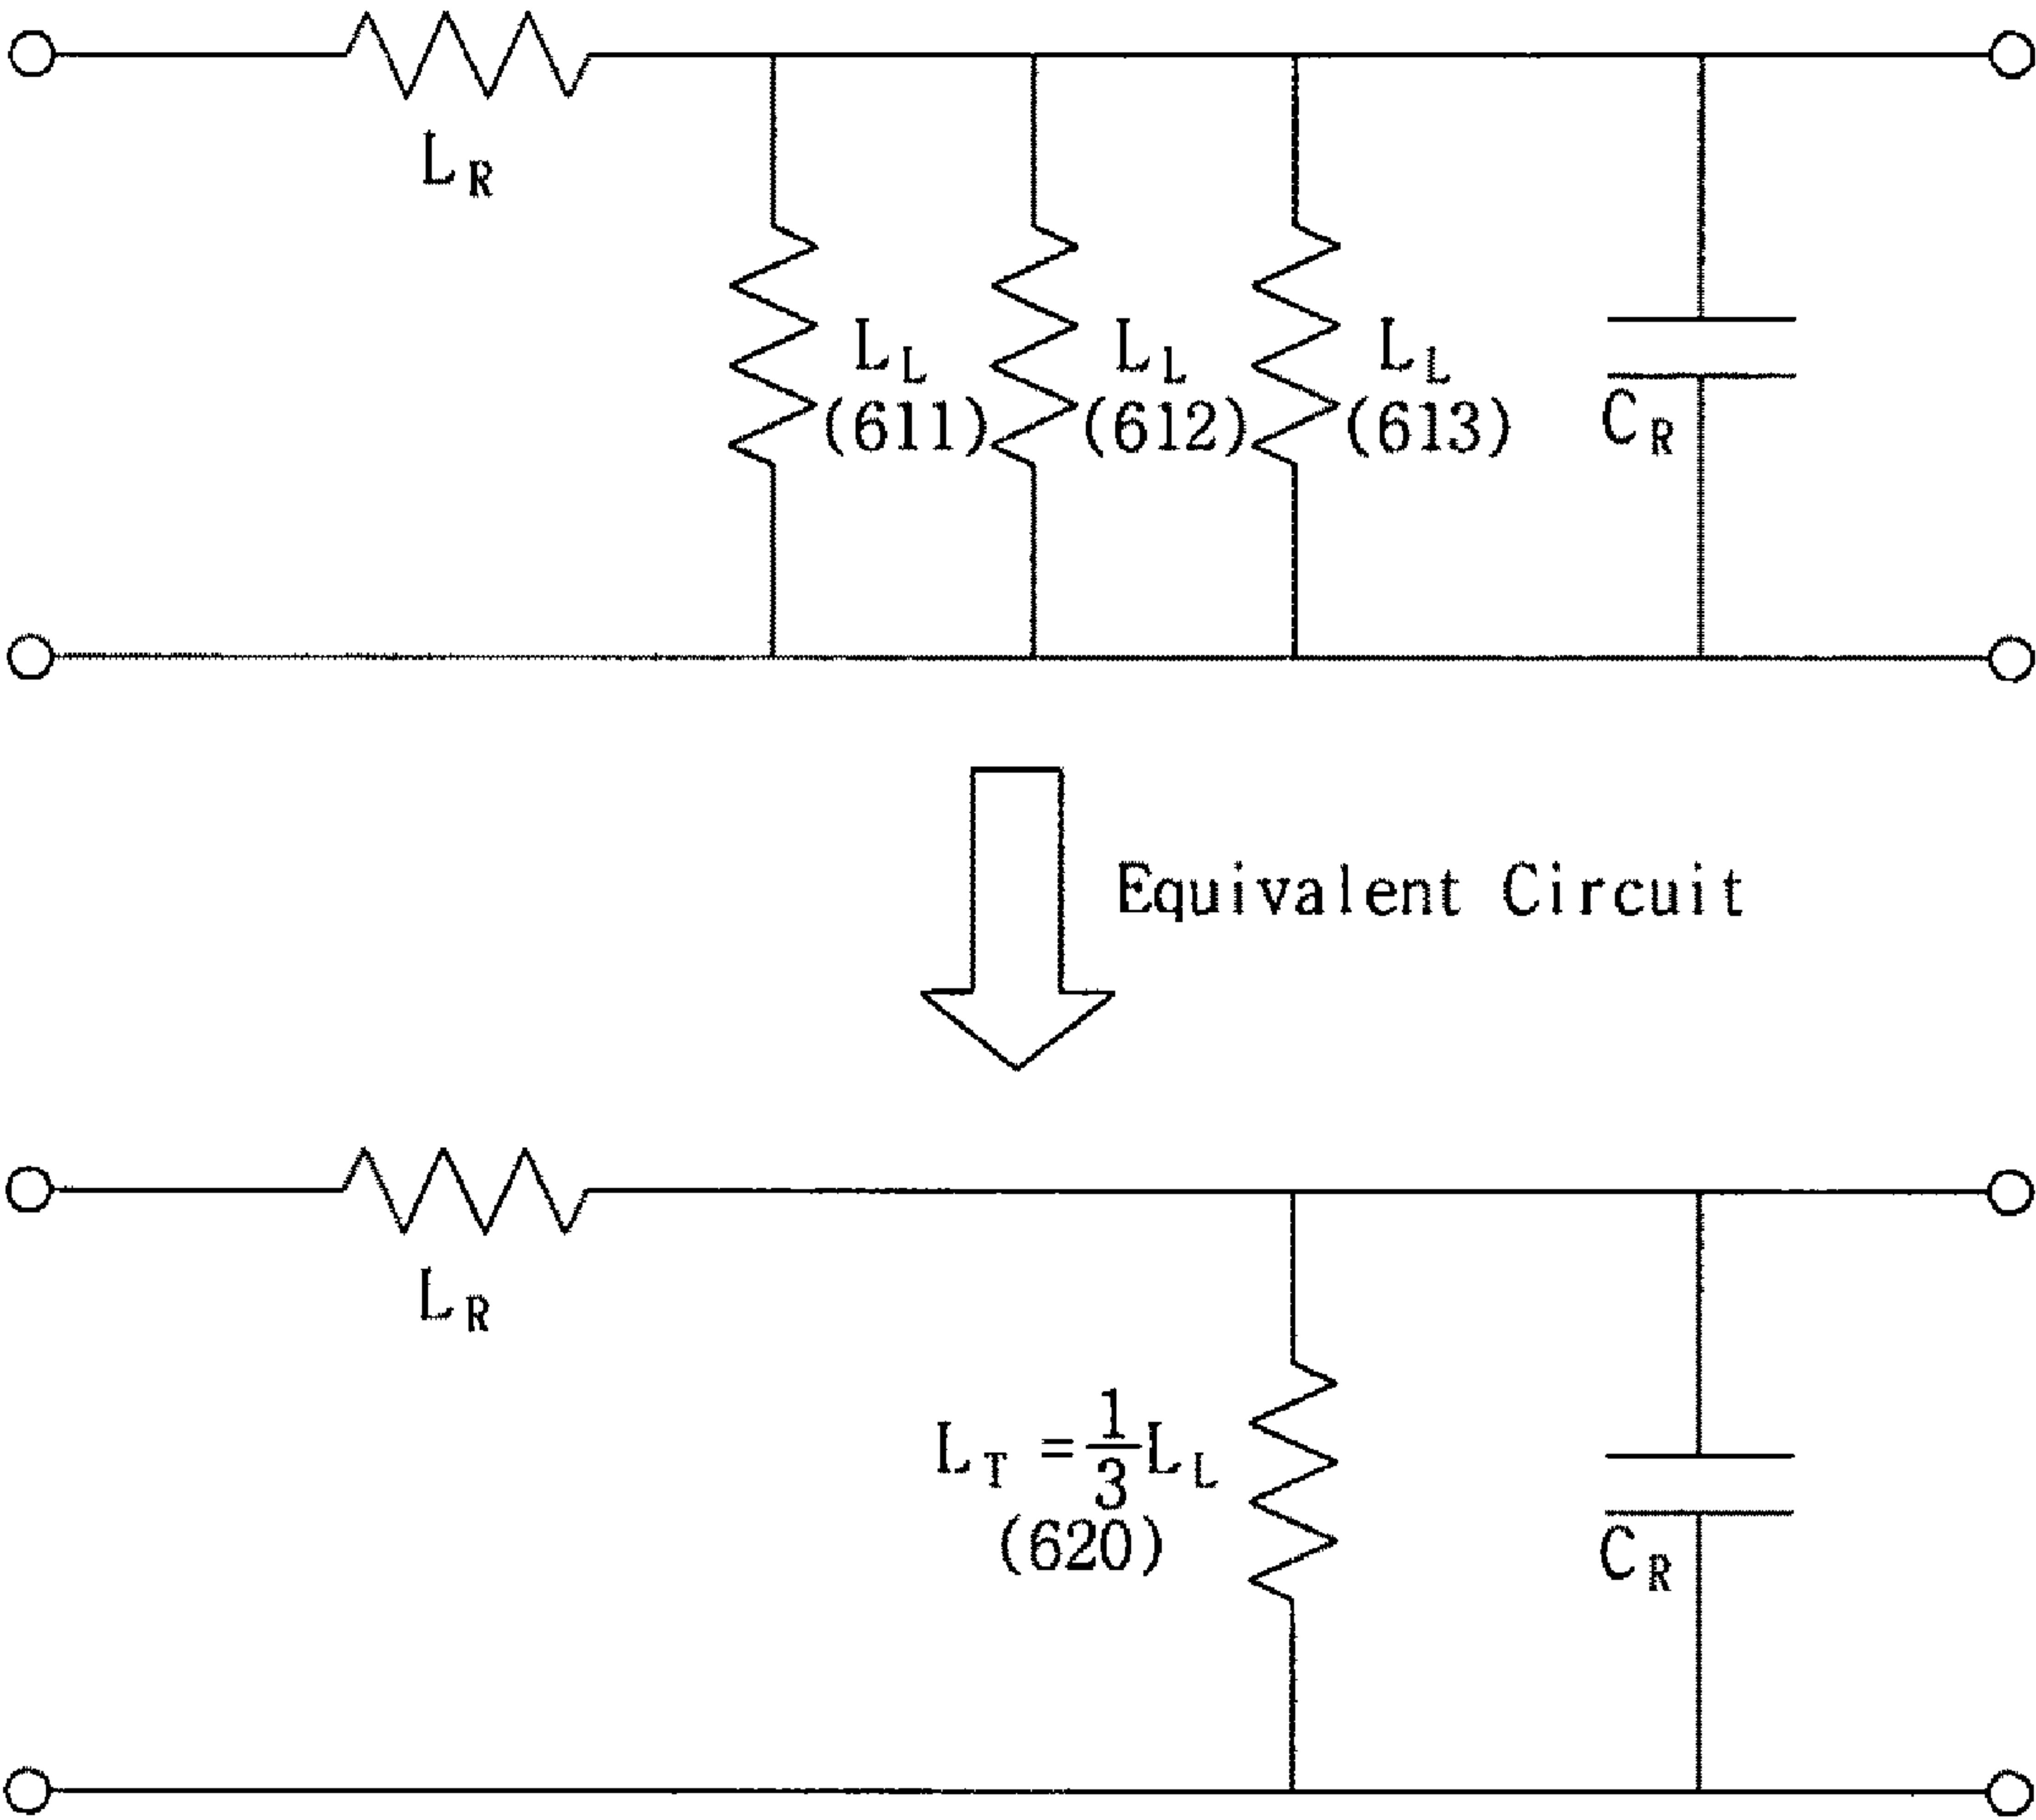 L_R
L_L L_L L_L
(611) (612) (613) C_R
Equivalent Circuit
L_R
L_T = 1/3 L_L
(620) C_R